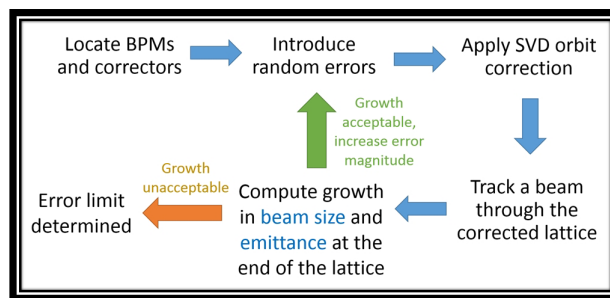 Locate BPMs
and correctors
Introduce
random errors
Apply SVD orbit
correction
Track a beam
through the
corrected lattice
Compute growth
in beam size and
emittance at the
end of the lattice
Growth
acceptable,
increase error
magnitude
Growth
unacceptable
Error limit
determined